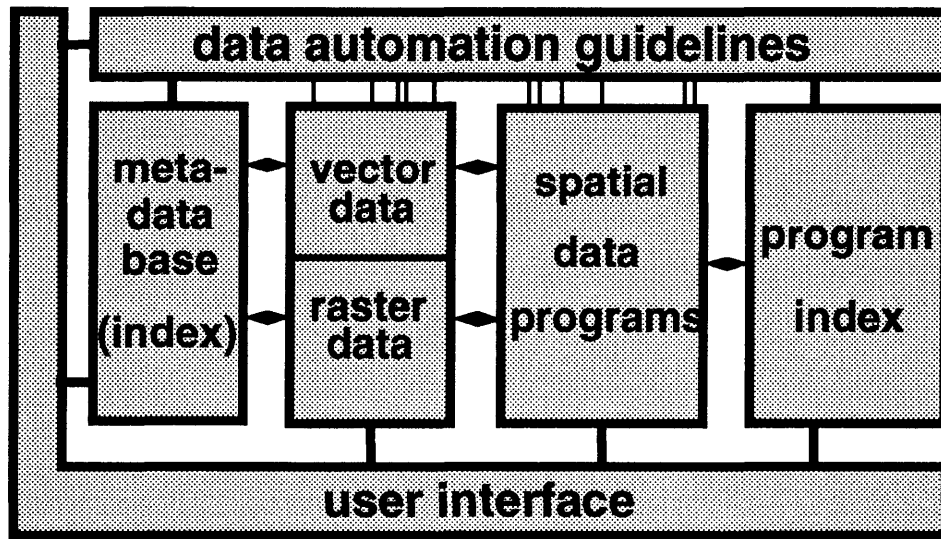 data automation guidelines
meta-
data
base
(index)
vector
data
raster
data
spatial
data
programs
program
index
user interface